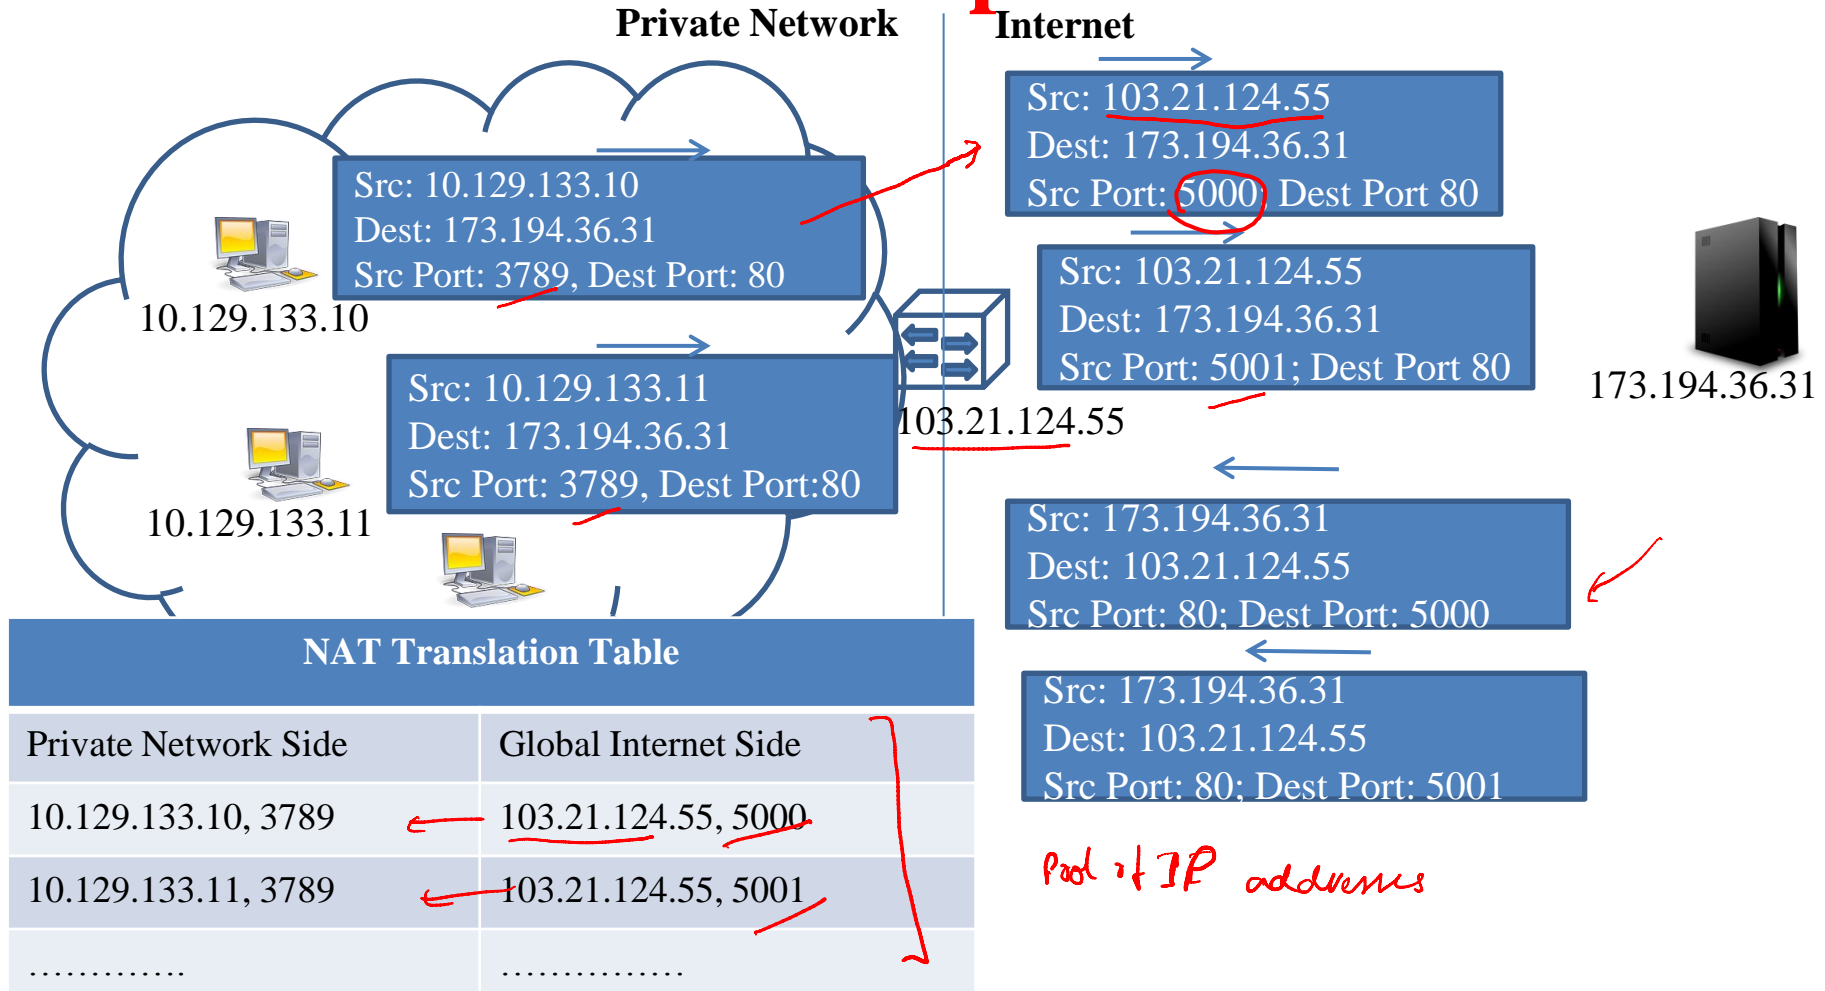 Private Network
Internet
Src: 10.129.133.10
Dest: 173.194.36.31
Src Port: 3789, Dest Port: 80
10.129.133.10
Src: 10.129.133.11
Dest: 173.194.36.31
Src Port: 3789, Dest Port:80
10.129.133.11
103.21.124.55
Src: 103.21.124.55
Dest: 173.194.36.31
Src Port: 5000; Dest Port 80
Src: 103.21.124.55
Dest: 173.194.36.31
Src Port: 5001; Dest Port 80
173.194.36.31
Src: 173.194.36.31
Dest: 103.21.124.55
Src Port: 80; Dest Port: 5000
Src: 173.194.36.31
Dest: 103.21.124.55
Src Port: 80; Dest Port: 5001
NAT Translation Table
Private Network Side Global Internet Side
10.129.133.10, 3789 103.21.124.55, 5000
10.129.133.11, 3789 103.21.124.55, 5001
…………. ……………
Pool of IP addresses